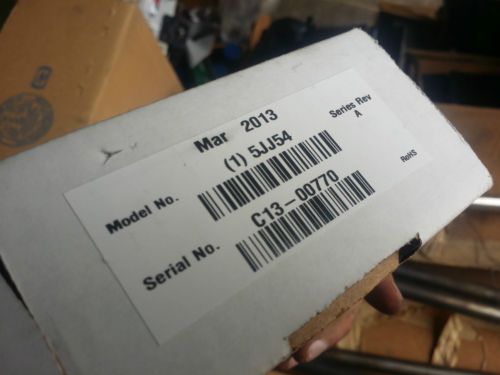 Mar 2013
Series Rev
A
Model No.
(1) 5JJ54
RoHS
Serial No.
C13-00770